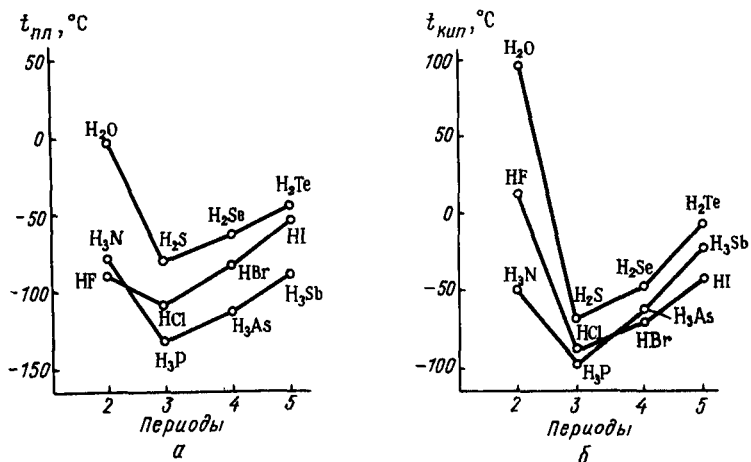 t_пл, °C
50
0
-50
-100
-150
H₂O
H₃N
HF
H₂S
HCl
H₃P
H₂Se
HBr
H₃As
H₂Te
HI
H₃Sb
2 3 4 5
Периоды
а
t_кип, °C
100
50
0
-50
-100
H₂O
HF
H₃N
H₂S
HCl
H₃P
H₂Se
H₃As
HBr
H₂Te
H₃Sb
HI
2 3 4 5
Периоды
б